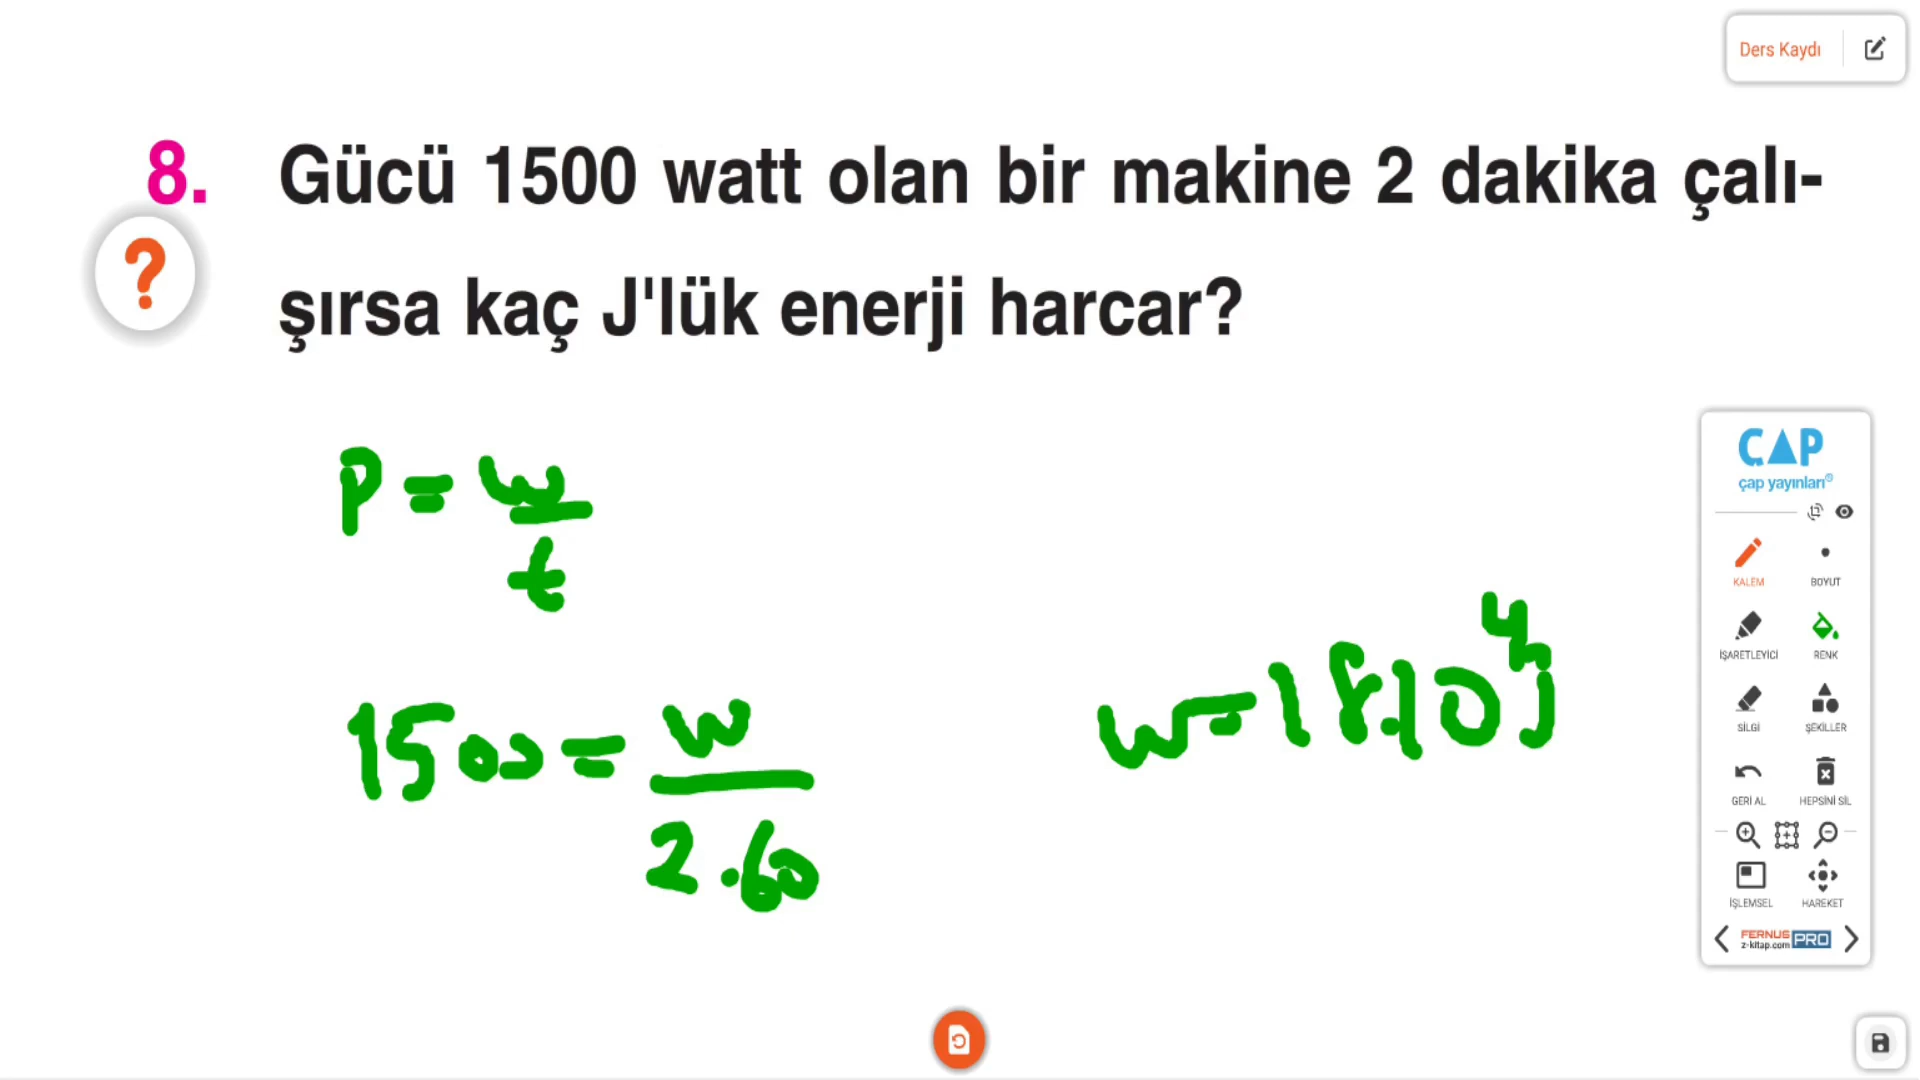 Ders Kaydı
8. Gücü 1500 watt olan bir makine 2 dakika çalı-
?
şırsa kaç J'lük enerji harcar?
P = w
t
1500 = w
2.60
w=18.10⁴ J
ÇAP
çap yayınları®
KALEM BOYUT
İŞARETLEYİCİ RENK
SİLGİ ŞEKİLLER
GERİ AL HEPSİNİ SİL
İŞLEMSEL HAREKET
FERNUS PRO
z-kitap.com